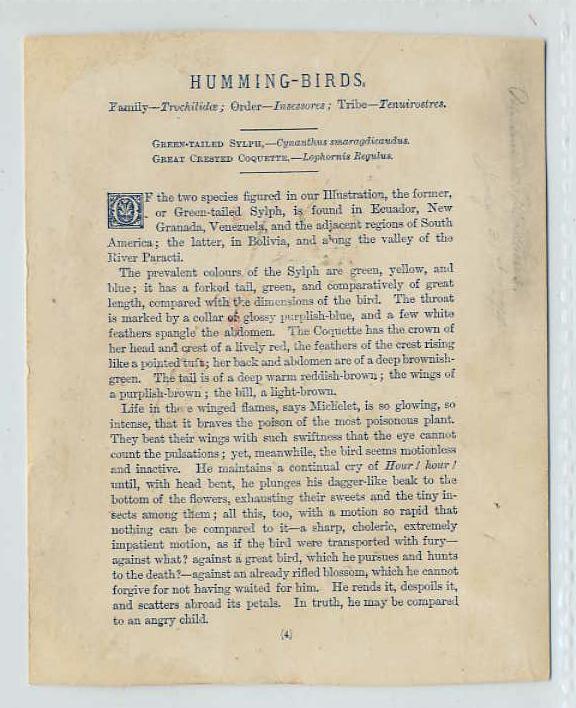 HUMMING-BIRDS.
Family—Trochilidæ; Order—Insessores; Tribe—Tenuirostres.
GREEN-TAILED SYLPH,—Cynanthus smaragdicaudus.
GREAT CRESTED COQUETTE,—Lophornis Regulus.
OF the two species figured in our Illustration, the former,
or Green-tailed Sylph, is found in Ecuador, New
Granada, Venezuela, and the adjacent regions of South
America; the latter, in Bolivia, and along the valley of the
River Paracti.
The prevalent colours of the Sylph are green, yellow, and
blue; it has a forked tail, green, and comparatively of great
length, compared with the dimensions of the bird. The throat
is marked by a collar of glossy purplish-blue, and a few white
feathers spangle the abdomen. The Coquette has the crown of
her head and crest of a lively red, the feathers of the crest rising
like a pointed tuft; her back and abdomen are of a deep brownish-
green. The tail is of a deep warm reddish-brown; the wings of
a purplish-brown; the bill, a light-brown.
Life in the e winged flames, says Michelet, is so glowing, so
intense, that it braves the poison of the most poisonous plant.
They beat their wings with such swiftness that the eye cannot
count the pulsations; yet, meanwhile, the bird seems motionless
and inactive. He maintains a continual cry of Hour! hour!
until, with head bent, he plunges his dagger-like beak to the
bottom of the flowers, exhausting their sweets and the tiny in-
sects among them; all this, too, with a motion so rapid that
nothing can be compared to it—a sharp, choleric, extremely
impatient motion, as if the bird were transported with fury—
against what? against a great bird, which he pursues and hunts
to the death?—against an already rifled blossom, which he cannot
forgive for not having waited for him. He rends it, despoils it,
and scatters abroad its petals. In truth, he may be compared
to an angry child.
(4)